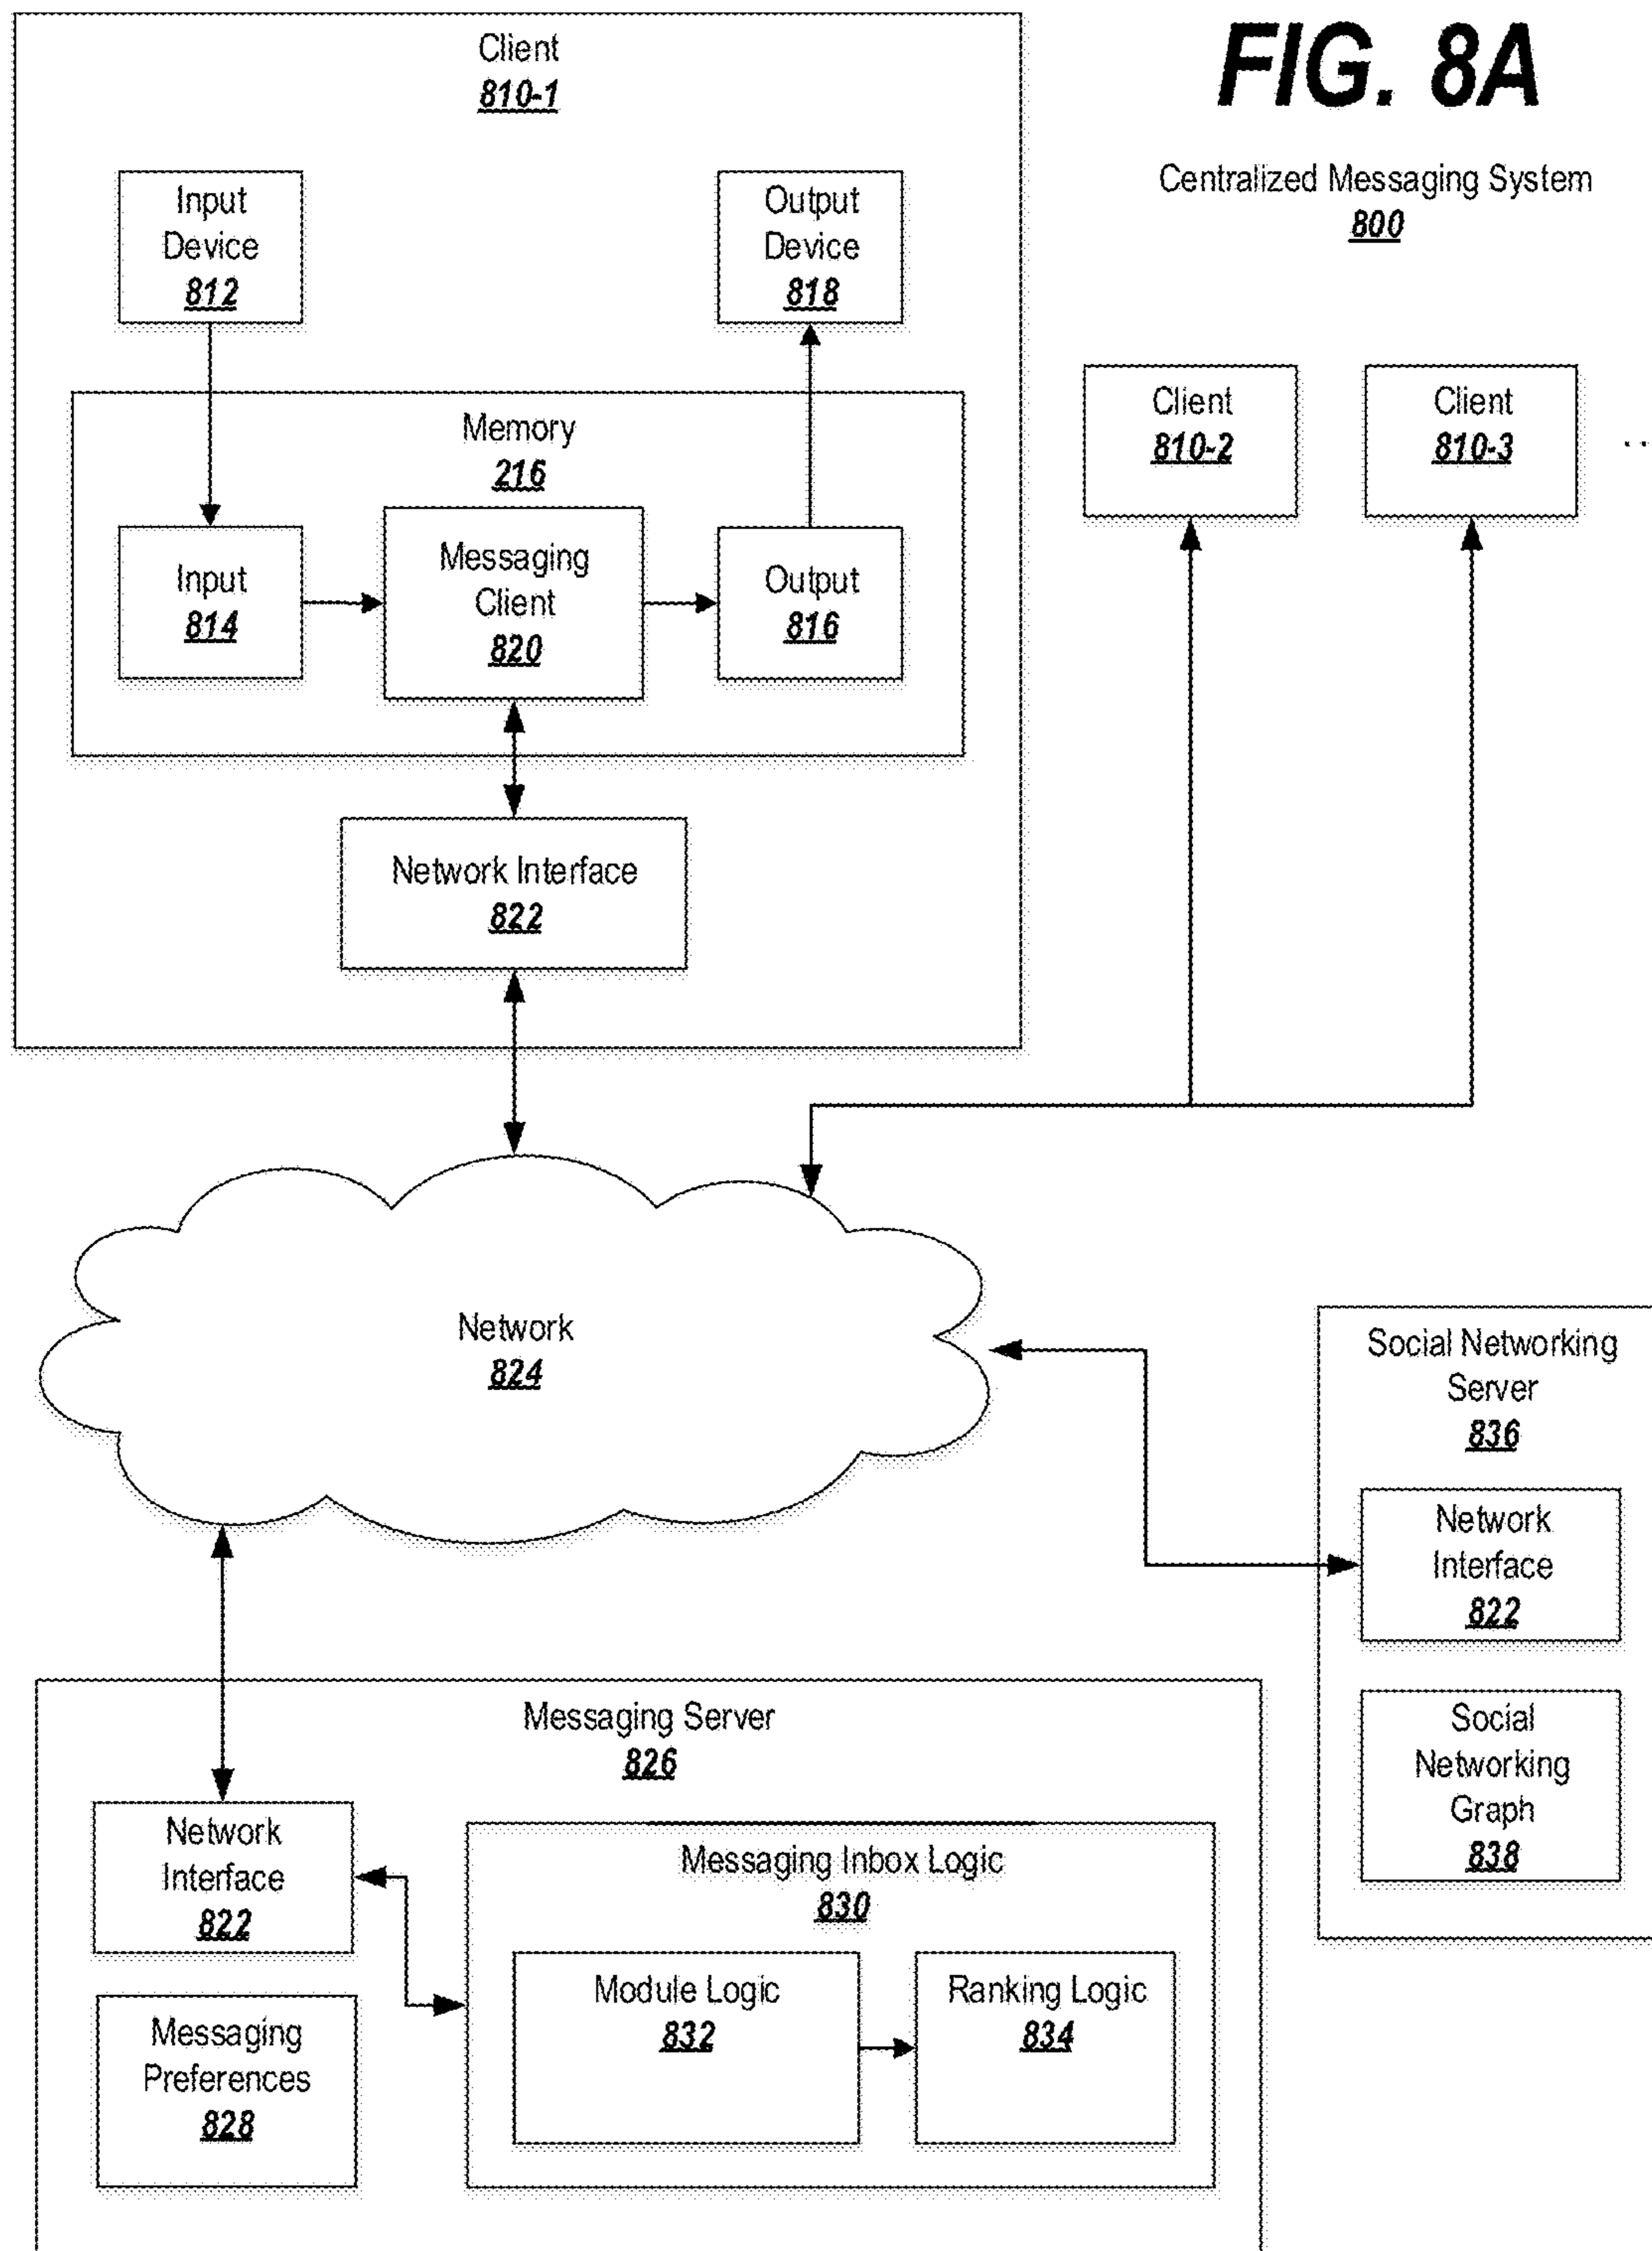 FIG. 8A
Centralized Messaging System
800
Client
810-1
Input
Device
812
Output
Device
818
Memory
216
Input
814
Messaging
Client
820
Output
816
Network Interface
822
Client
810-2
Client
810-3
..
Network
824
Social Networking
Server
836
Network
Interface
822
Social
Networking
Graph
838
Messaging Server
826
Network
Interface
822
Messaging
Preferences
828
Messaging Inbox Logic
830
Module Logic
832
Ranking Logic
834